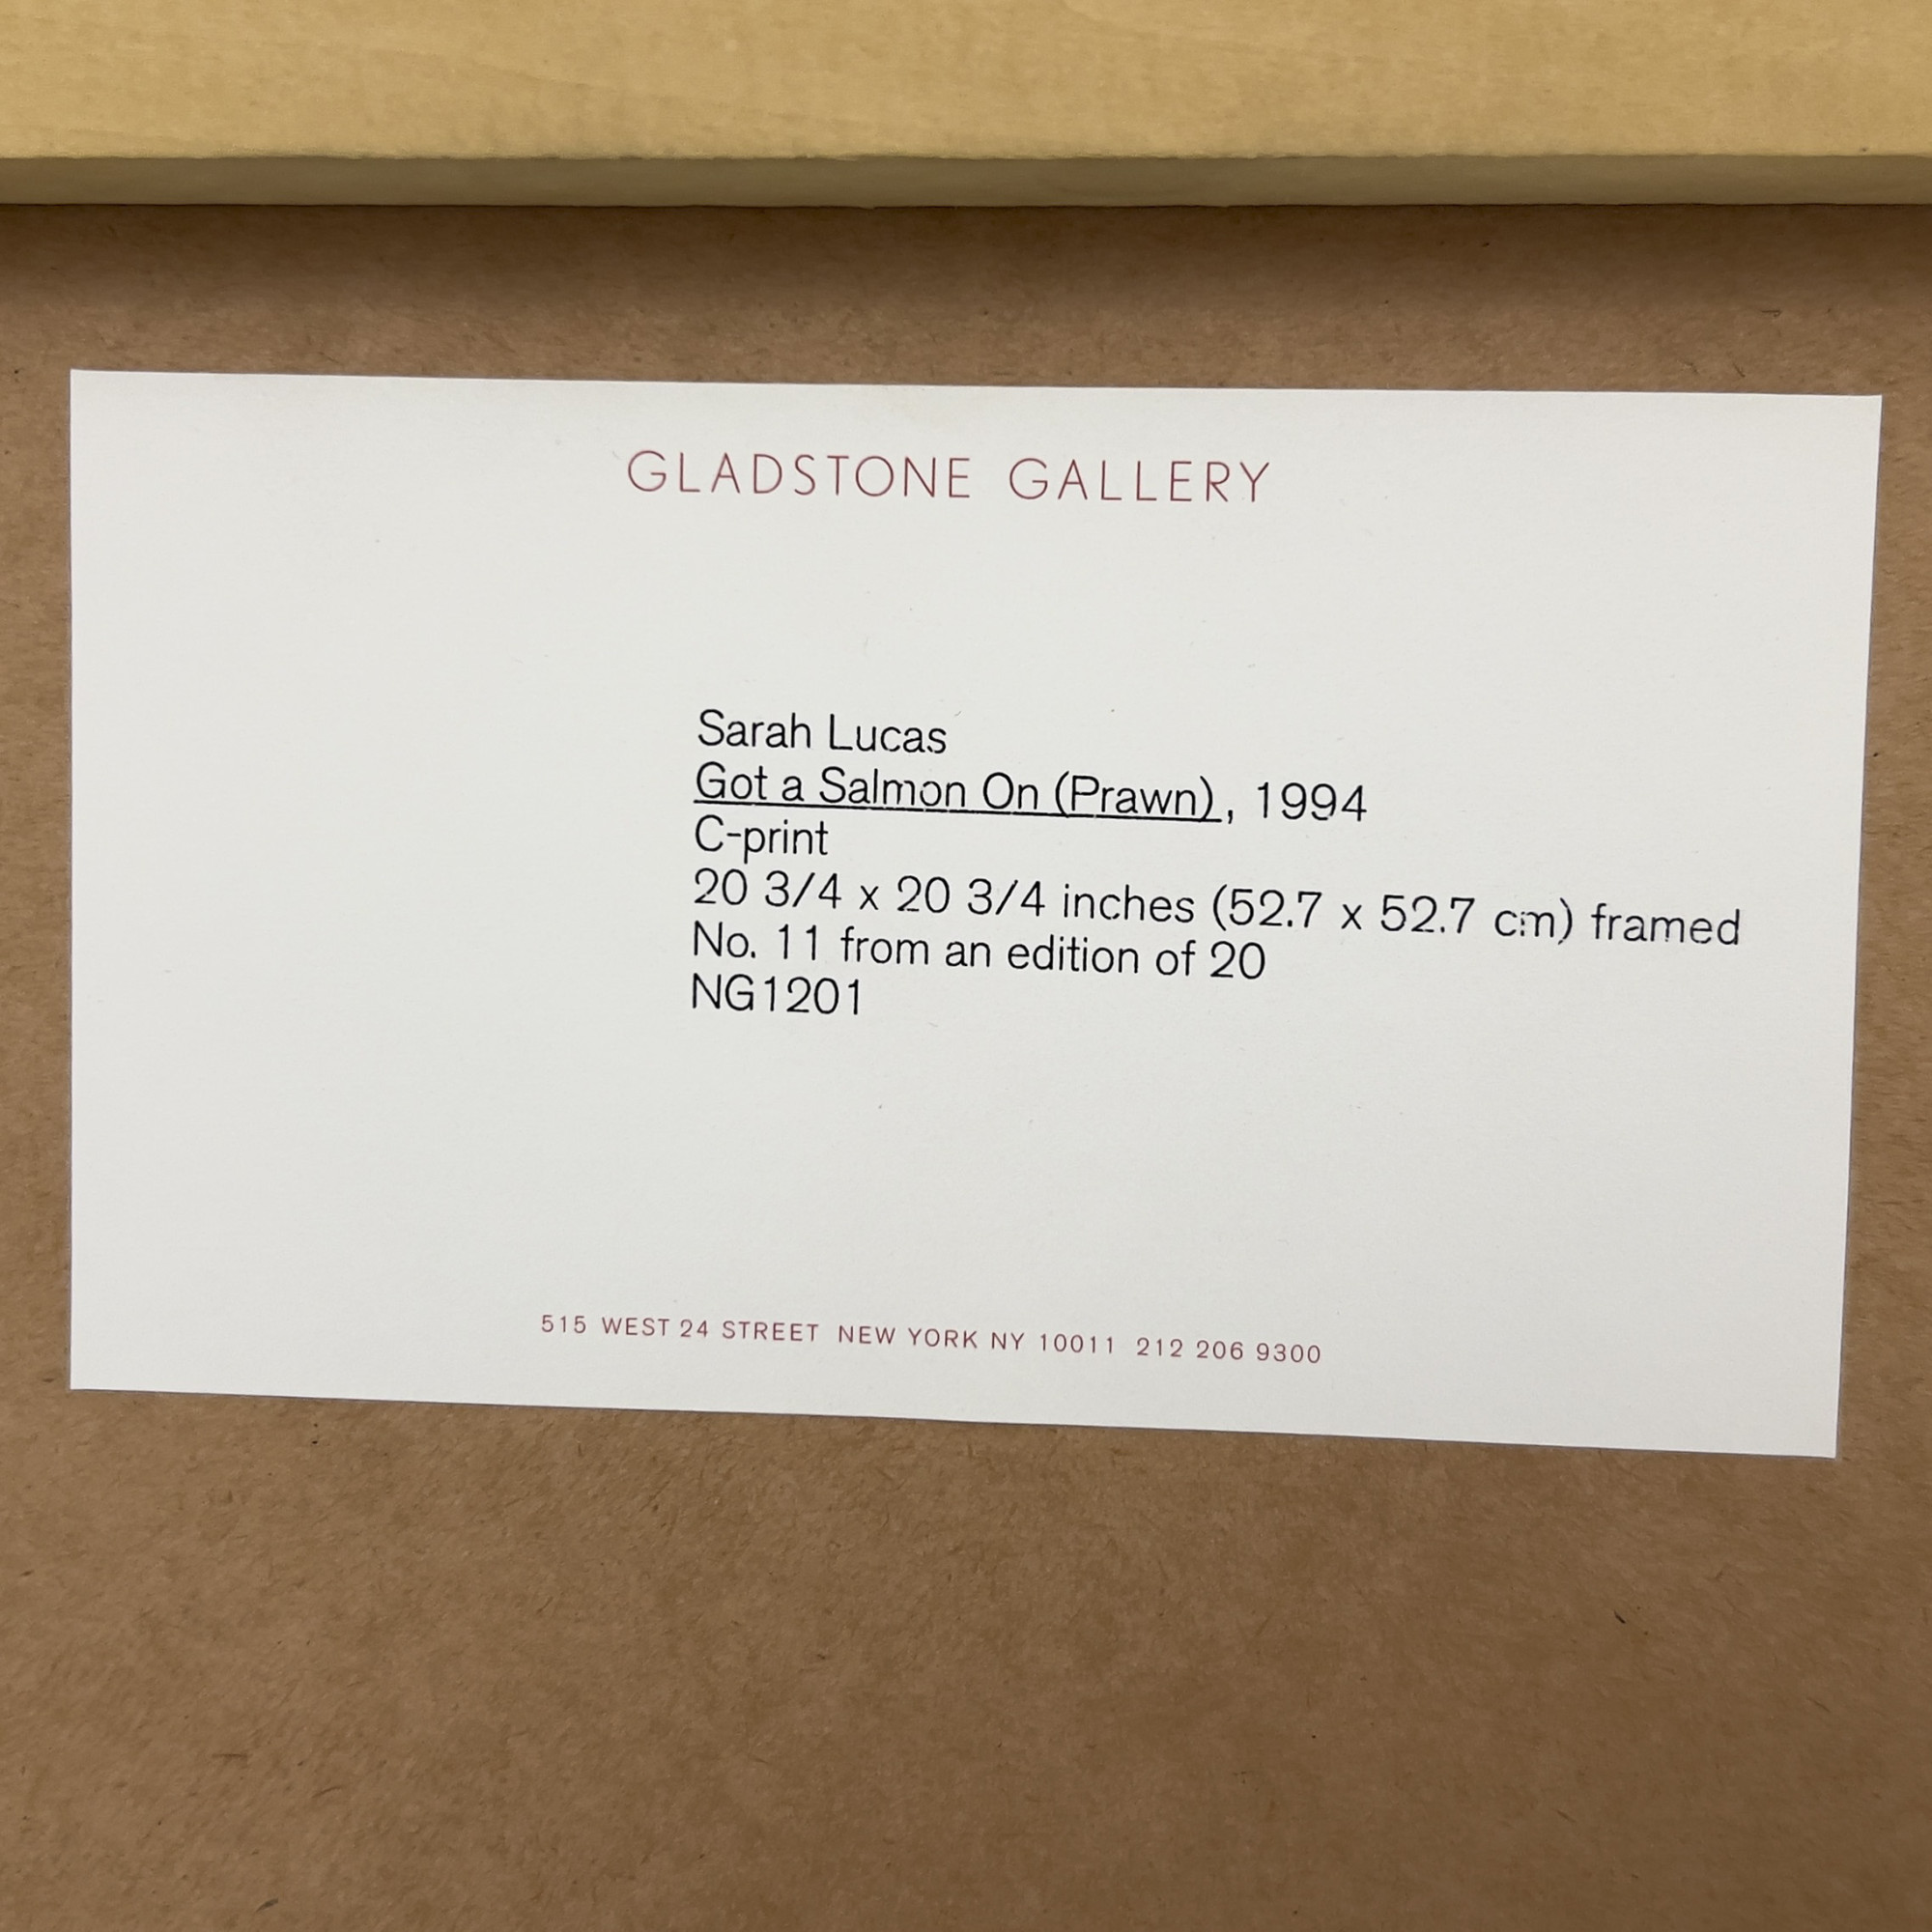 GLADSTONE GALLERY
Sarah Lucas
Got a Salmon On (Prawn), 1994
C-print
20 3/4 x 20 3/4 inches (52.7 x 52.7 cm) framed
No. 11 from an edition of 20
NG1201
515 WEST 24 STREET NEW YORK NY 10011 212 206 9300